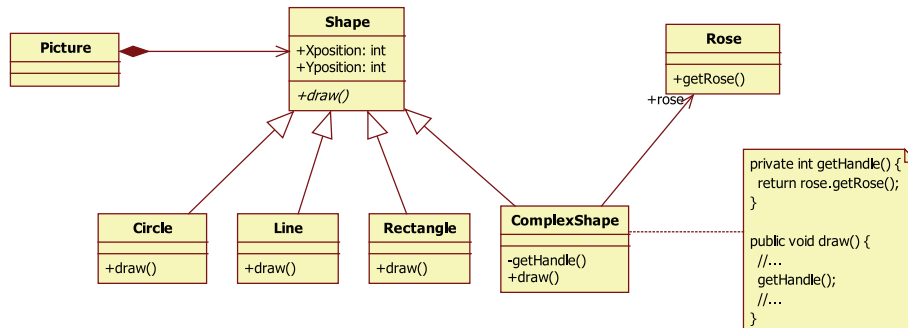 Picture
Shape
+Xposition: int
+Yposition: int
+draw()
Rose
+getRose()
+rose
Circle
+draw()
Line
+draw()
Rectangle
+draw()
ComplexShape
-getHandle()
+draw()
private int getHandle() {
return rose.getRose();
}
public void draw() {
//...
getHandle();
//...
}